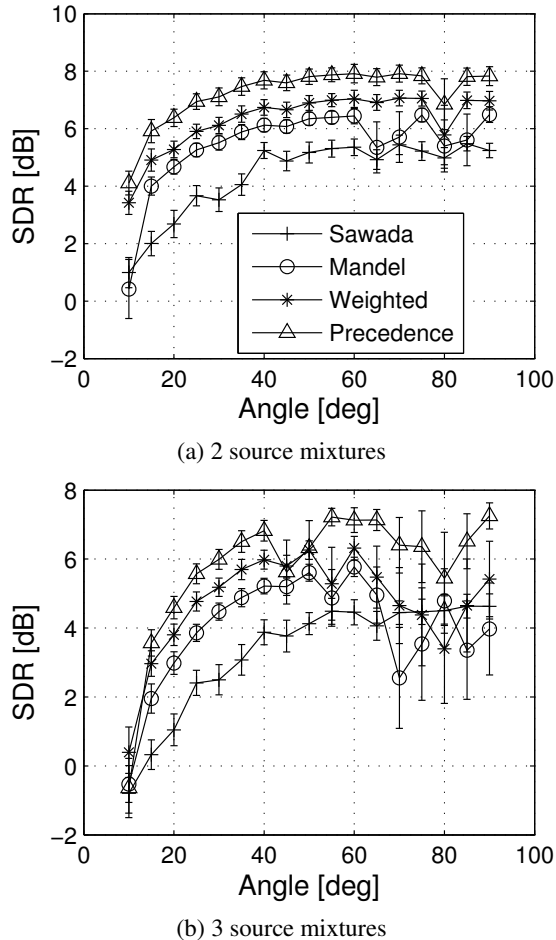 10
8
6
4
2
0
−2
SDR [dB]
Sawada
Mandel
Weighted
Precedence
0 20 40 60 80 100
Angle [deg]
(a) 2 source mixtures
8
6
4
2
0
−2
SDR [dB]
0 20 40 60 80 100
Angle [deg]
(b) 3 source mixtures